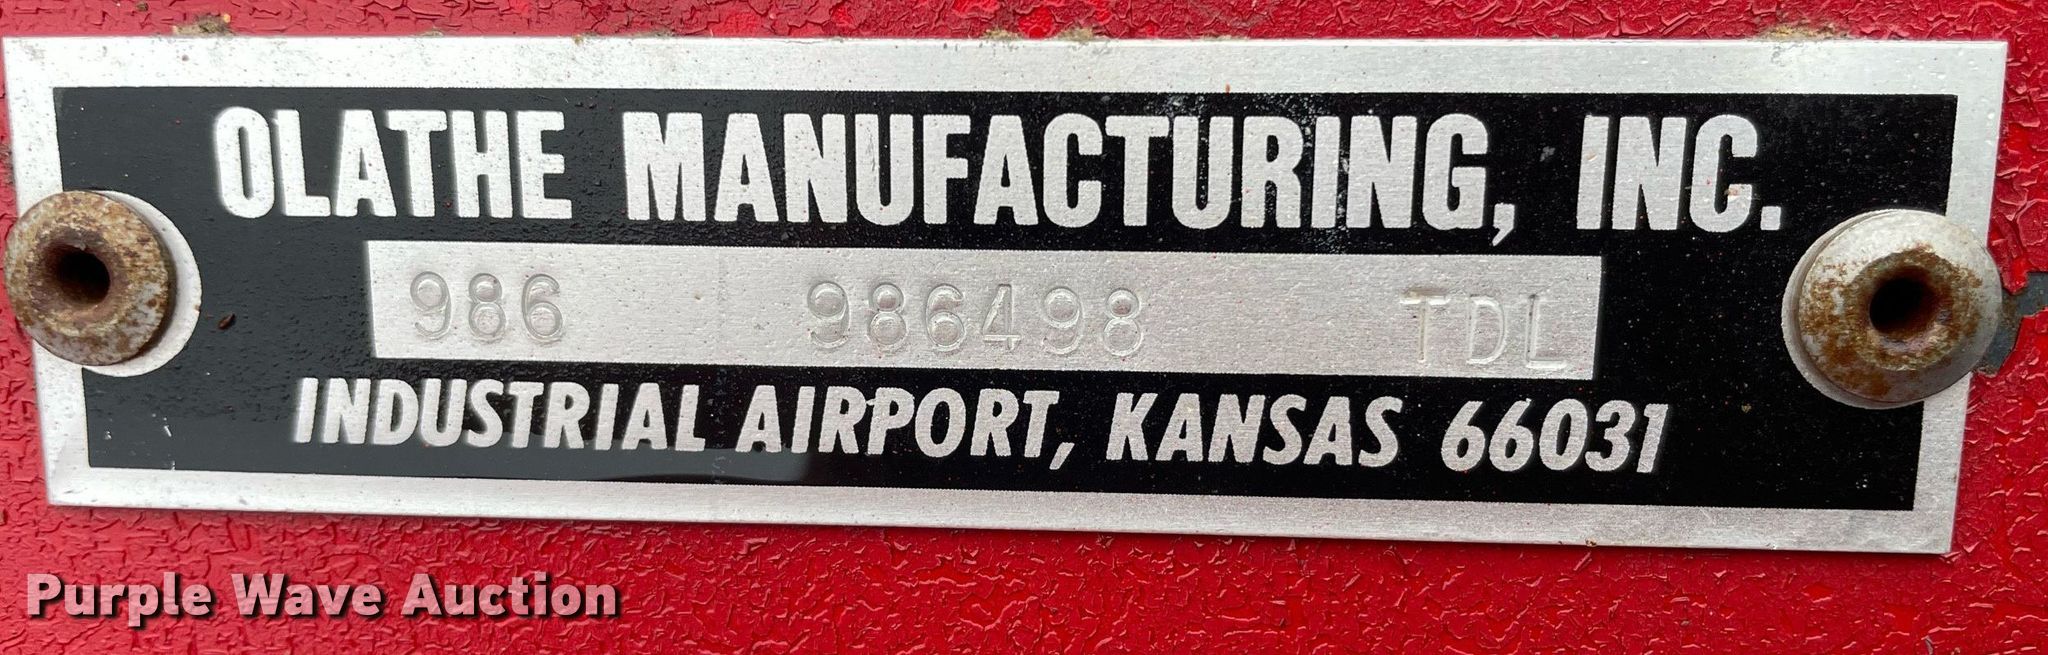 OLATHE MANUFACTURING, INC.
986 986498 TDL
INDUSTRIAL AIRPORT, KANSAS 66031
Purple Wave Auction